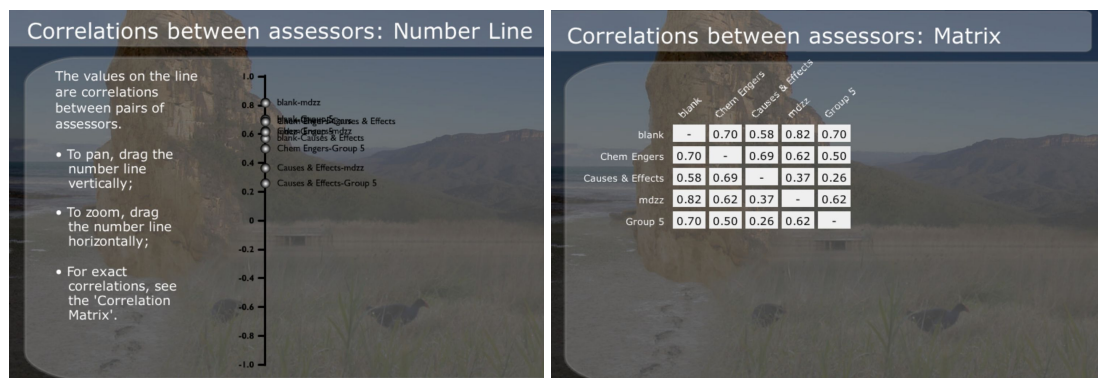 Correlations between assessors: Number Line
The values on the line
are correlations
between pairs of
assessors.
• To pan, drag the
number line
vertically;
• To zoom, drag
the number line
horizontally;
• For exact
correlations, see
the 'Correlation
Matrix'.
1.0
0.8
0.6
0.4
0.2
0
-0.2
-0.4
-0.6
-0.8
-1.0
blank-mdzz
blank-Causes & Effects
Chem Engers-Group 5
Causes & Effects-mdzz
Causes & Effects-Group 5
Correlations between assessors: Matrix
blank Chem Engers Causes & Effects mdzz Group 5
blank - 0.70 0.58 0.82 0.70
Chem Engers 0.70 - 0.69 0.62 0.50
Causes & Effects 0.58 0.69 - 0.37 0.26
mdzz 0.82 0.62 0.37 - 0.62
Group 5 0.70 0.50 0.26 0.62 -